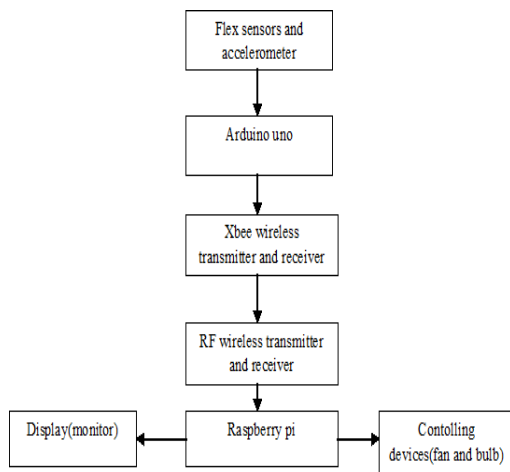 Flex sensors and
accelerometer
Arduino uno
Xbee wireless
transmitter and receiver
RF wireless transmitter
and receiver
Display(monitor)
Raspberry pi
Contolling
devices(fan and bulb)